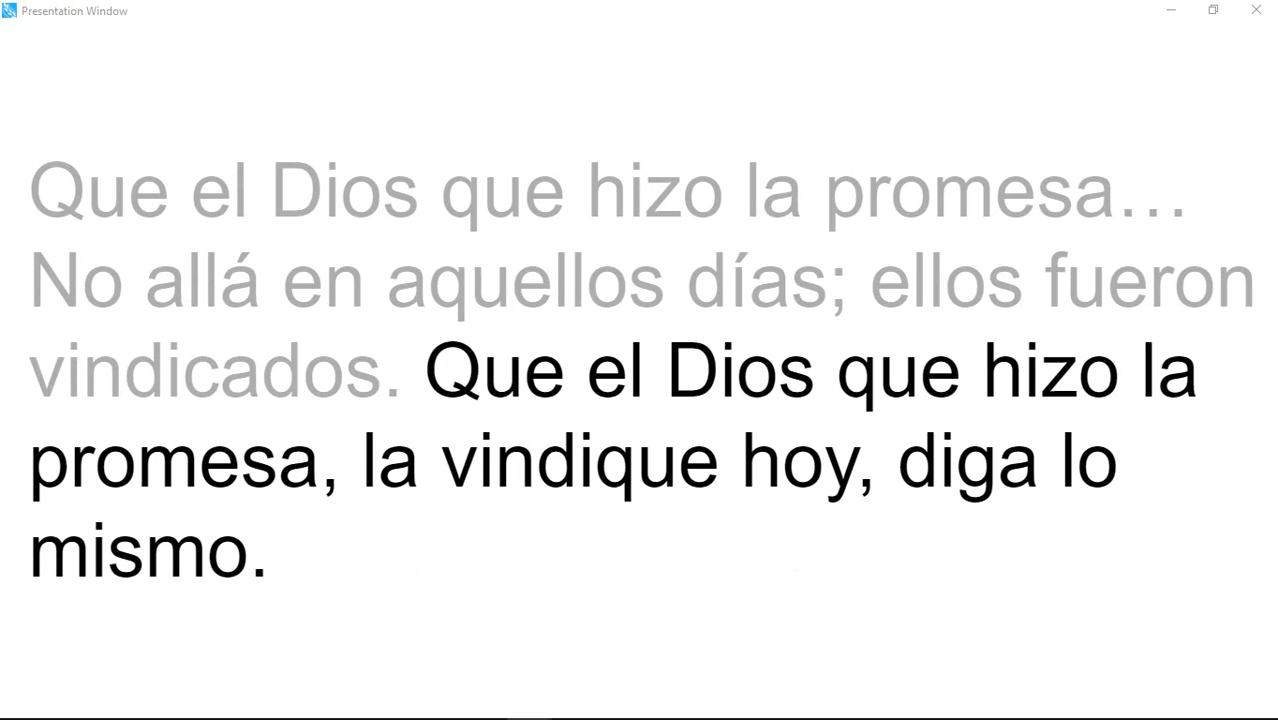 Presentation Window
Que el Dios que hizo la promesa…
No allá en aquellos días; ellos fueron
vindicados. Que el Dios que hizo la
promesa, la vindique hoy, diga lo
mismo.